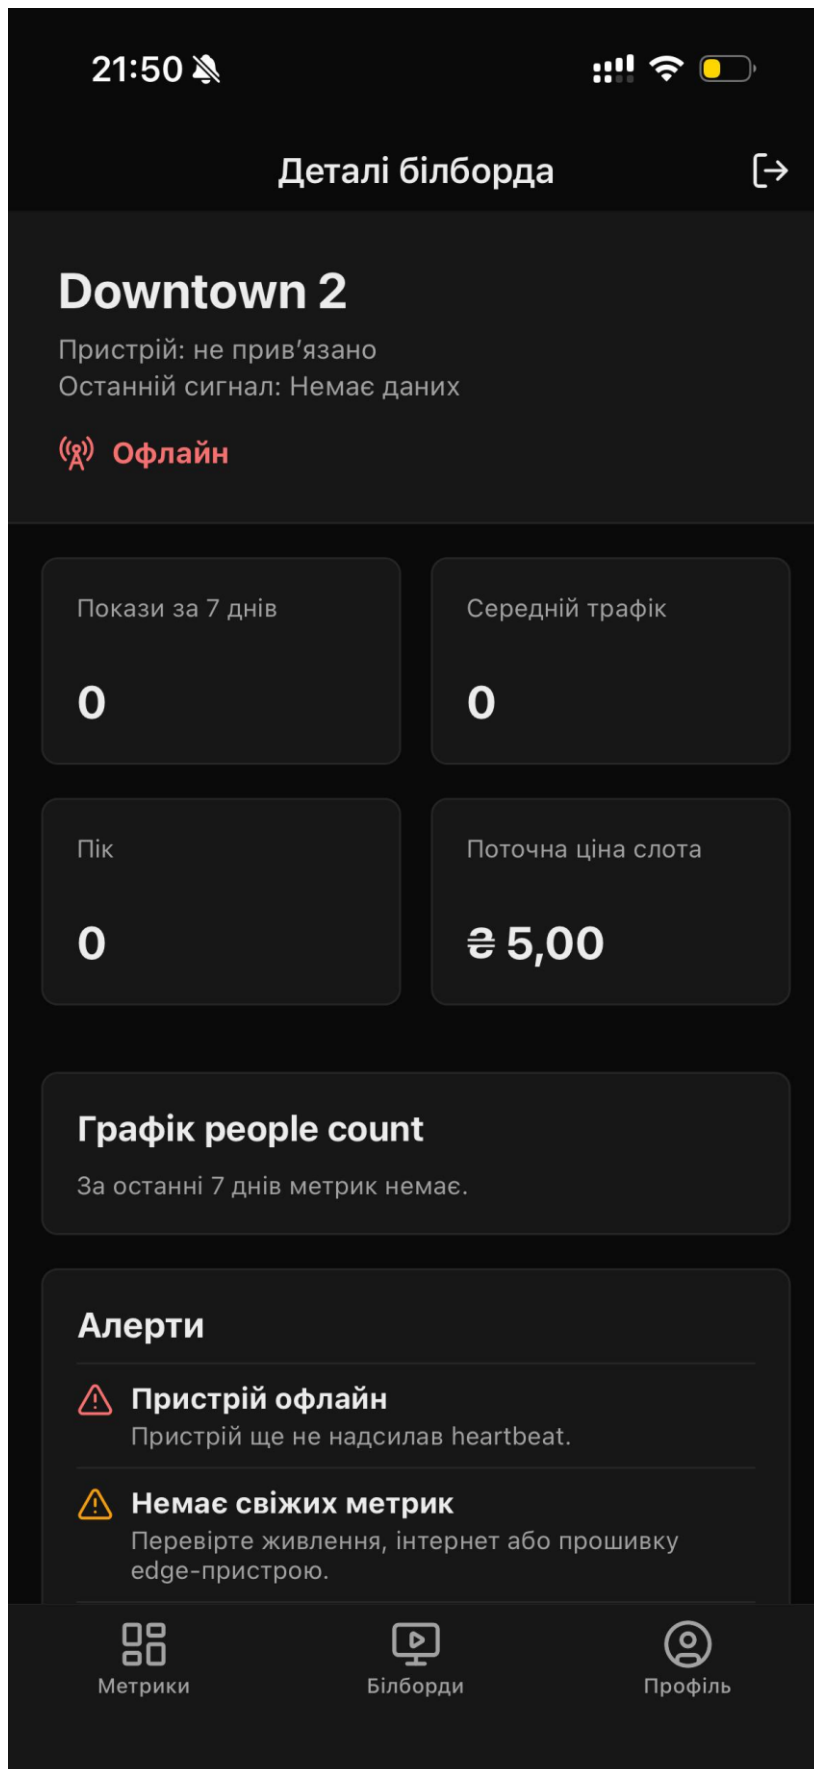 21:50
Деталі білборда
Downtown 2
Пристрій: не прив’язано
Останній сигнал: Немає даних
Офлайн
Покази за 7 днів
0
Середній трафік
0
Пік
0
Поточна ціна слота
₴ 5,00
Графік people count
За останні 7 днів метрик немає.
Алерти
Пристрій офлайн
Пристрій ще не надсилав heartbeat.
Немає свіжих метрик
Перевірте живлення, інтернет або прошивку
edge-пристрою.
Метрики
Білборди
Профіль